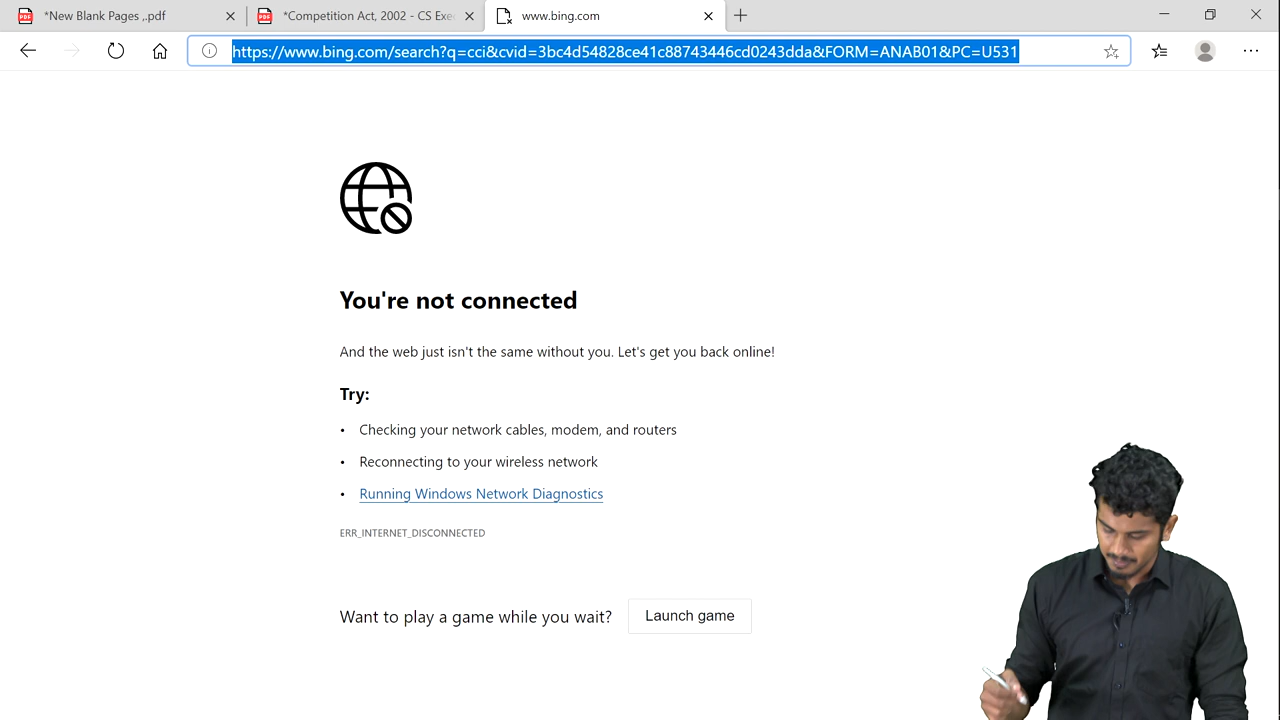 *New Blank Pages ,.pdf
*Competition Act, 2002 - CS Exec
www.bing.com
https://www.bing.com/search?q=cci&cvid=3bc4d54828ce41c88743446cd0243dda&FORM=ANAB01&PC=U531
You're not connected
And the web just isn't the same without you. Let's get you back online!
Try:
• Checking your network cables, modem, and routers
• Reconnecting to your wireless network
• Running Windows Network Diagnostics
ERR_INTERNET_DISCONNECTED
Want to play a game while you wait?
Launch game